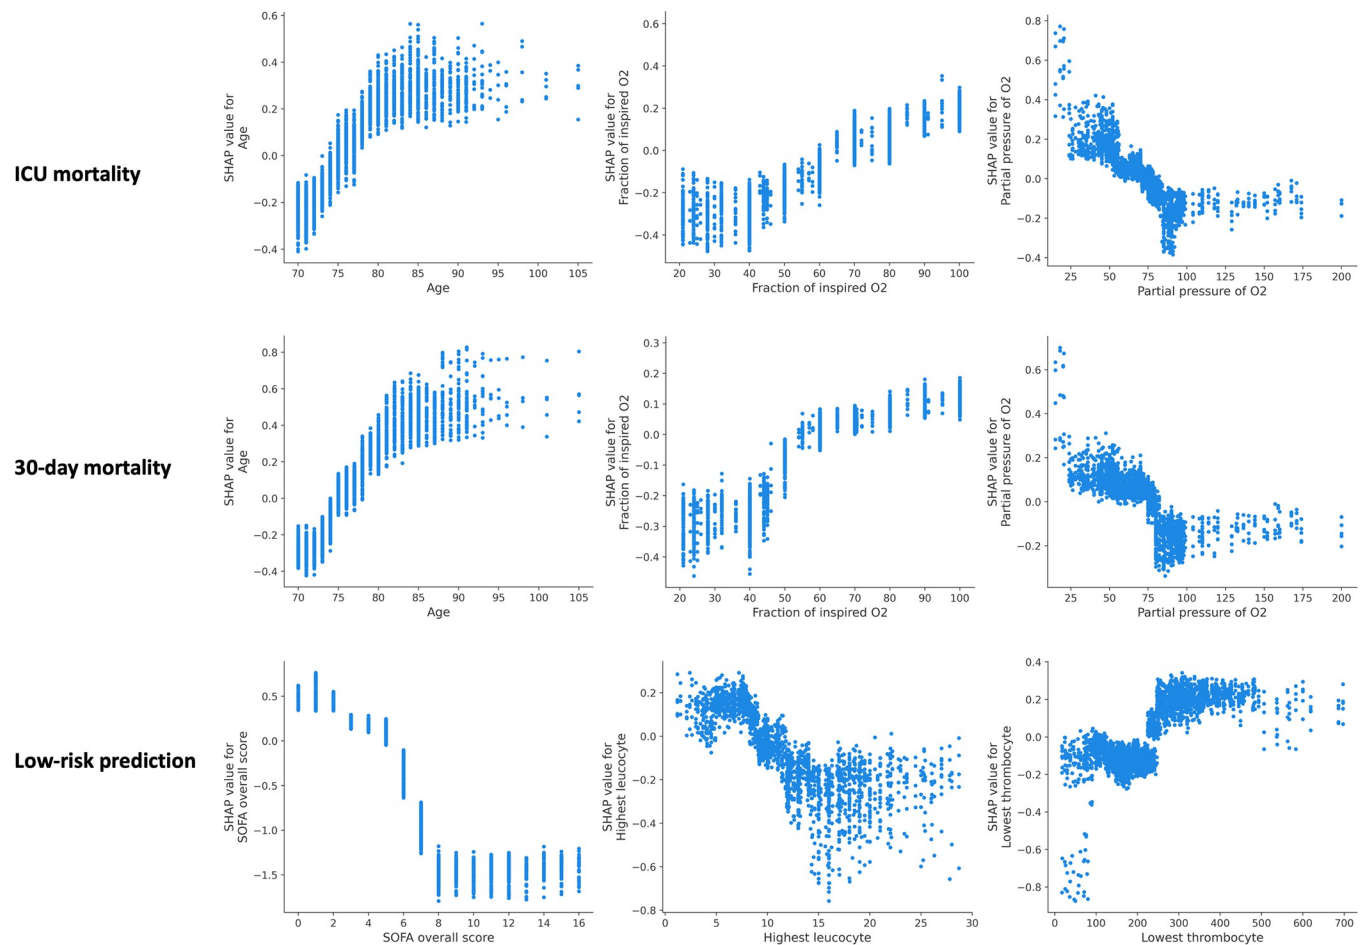 ICU mortality
SHAP value for
Age
0.6
0.4
0.2
0.0
−0.2
−0.4
70 75 80 85 90 95 100 105
Age
SHAP value for
Fraction of inspired O2
0.6
0.4
0.2
0.0
−0.2
−0.4
20 30 40 50 60 70 80 90 100
Fraction of inspired O2
SHAP value for
Partial pressure of O2
0.8
0.6
0.4
0.2
0.0
−0.2
−0.4
25 50 75 100 125 150 175 200
Partial pressure of O2
30-day mortality
SHAP value for
Age
0.8
0.6
0.4
0.2
0.0
−0.2
−0.4
70 75 80 85 90 95 100 105
Age
SHAP value for
Fraction of inspired O2
0.3
0.2
0.1
0.0
−0.1
−0.2
−0.3
−0.4
20 30 40 50 60 70 80 90 100
Fraction of inspired O2
SHAP value for
Partial pressure of O2
0.6
0.4
0.2
0.0
−0.2
25 50 75 100 125 150 175 200
Partial pressure of O2
Low-risk prediction
SHAP value for
SOFA overall score
0.5
0.0
−0.5
−1.0
−1.5
0 2 4 6 8 10 12 14 16
SOFA overall score
SHAP value for
Highest leucocyte
0.2
0.0
−0.2
−0.4
−0.6
−0.8
0 5 10 15 20 25 30
Highest leucocyte
SHAP value for
Lowest thrombocyte
0.4
0.2
0.0
−0.2
−0.4
−0.6
−0.8
0 100 200 300 400 500 600 700
Lowest thrombocyte